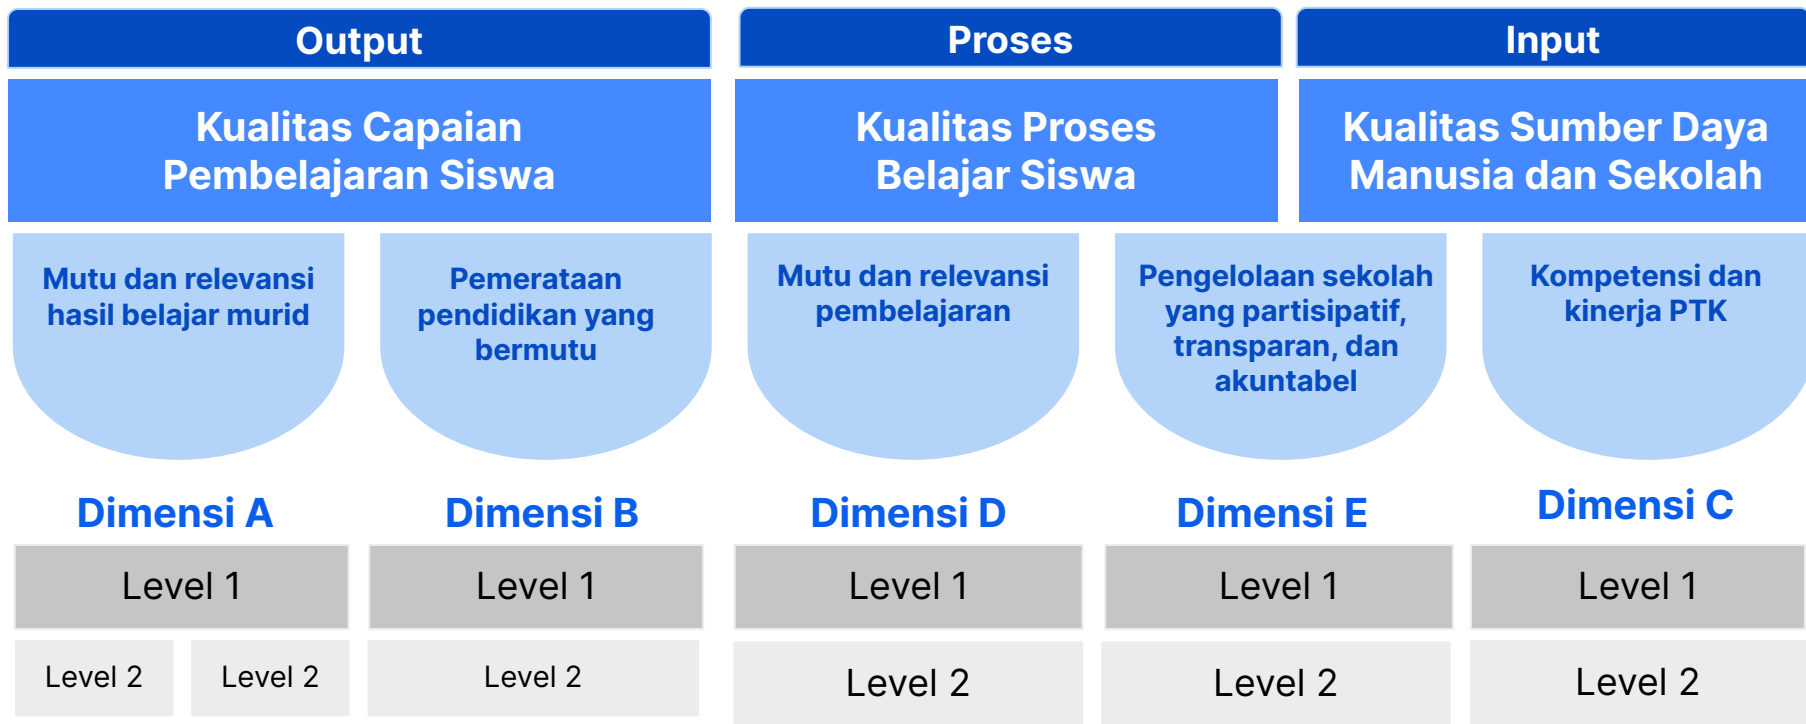 Output
Proses
Input
Kualitas Capaian
Pembelajaran Siswa
Kualitas Proses
Belajar Siswa
Kualitas Sumber Daya
Manusia dan Sekolah
Mutu dan relevansi
hasil belajar murid
Pemerataan
pendidikan yang
bermutu
Mutu dan relevansi
pembelajaran
Pengelolaan sekolah
yang partisipatif,
transparan, dan
akuntabel
Kompetensi dan
kinerja PTK
Dimensi A
Dimensi B
Dimensi D
Dimensi E
Dimensi C
Level 1
Level 1
Level 1
Level 1
Level 1
Level 2
Level 2
Level 2
Level 2
Level 2
Level 2